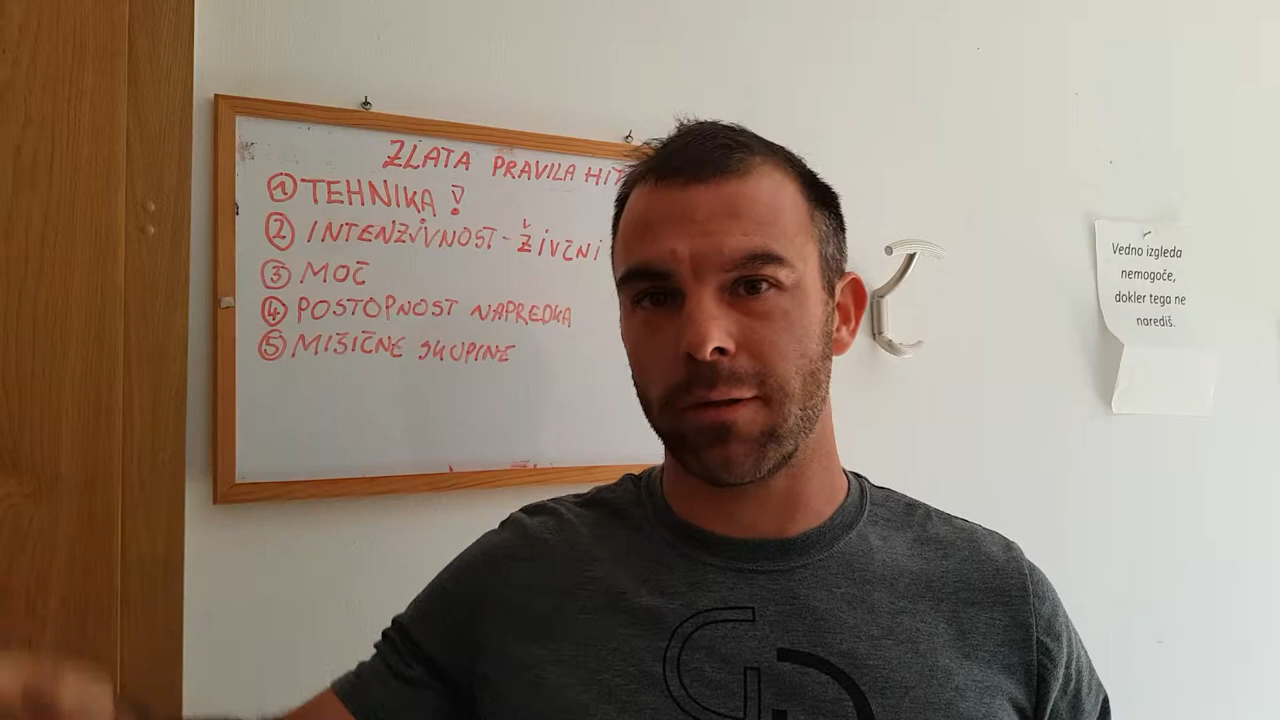 ZLATA PRAVILA HIT
① TEHNIKA!
② INTENZIVNOST - ŽIVČNI
③ MOČ
④ POSTOPNOST NAPREDKA
⑤ MIŠIČNE SKUPINE
Vedno izgleda
nemogoče,
dokler tega ne
narediš.